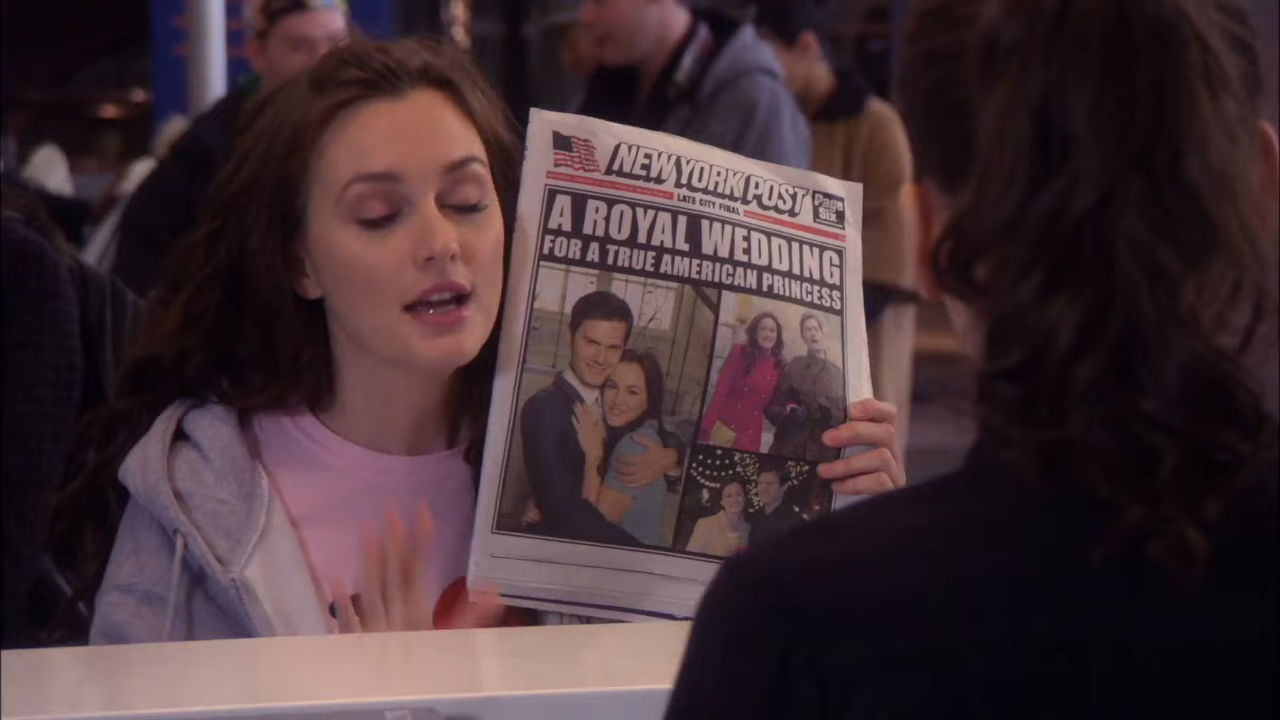 NEW YORK POST
LATE CITY FINAL
Page
Six
A ROYAL WEDDING
FOR A TRUE AMERICAN PRINCESS